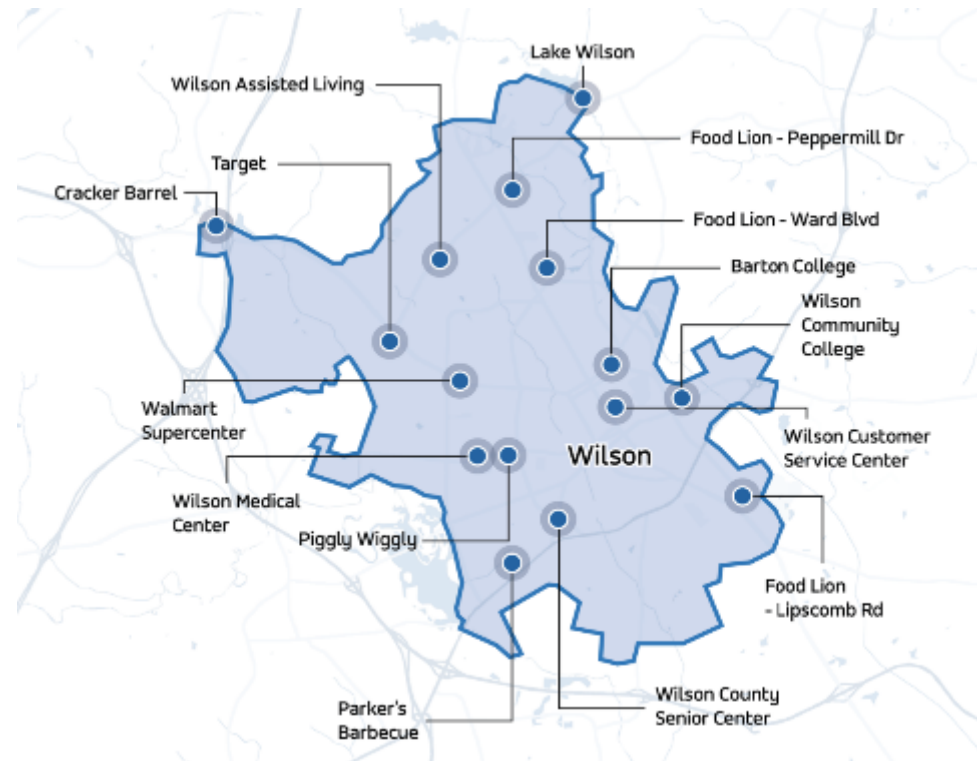 Lake Wilson
Wilson Assisted Living
Food Lion - Peppermill Dr
Target
Cracker Barrel
Food Lion - Ward Blvd
Barton College
Wilson
Community
College
Walmart
Supercenter
Wilson
Wilson Customer
Service Center
Wilson Medical
Center
Piggly Wiggly
Food Lion
- Lipscomb Rd
Wilson County
Senior Center
Parker's
Barbecue